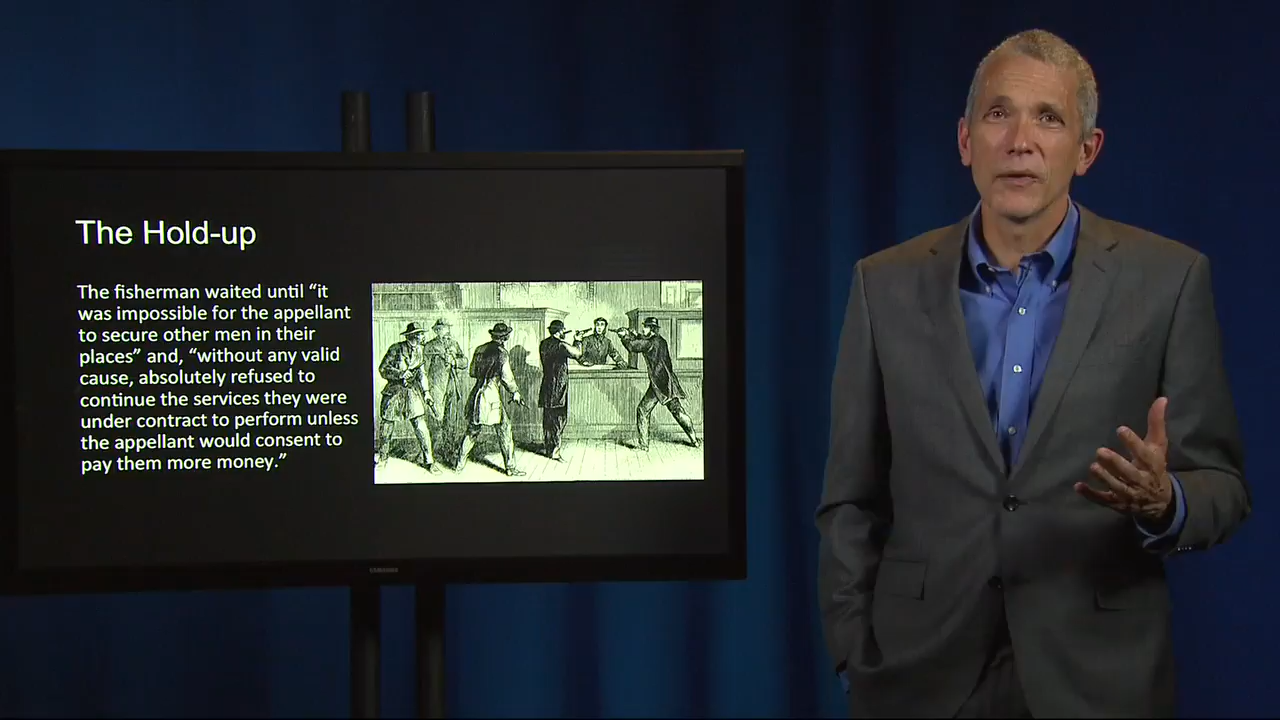 The Hold-up
The fisherman waited until “it
was impossible for the appellant
to secure other men in their
places” and, “without any valid
cause, absolutely refused to
continue the services they were
under contract to perform unless
the appellant would consent to
pay them more money.”
SAMSUNG